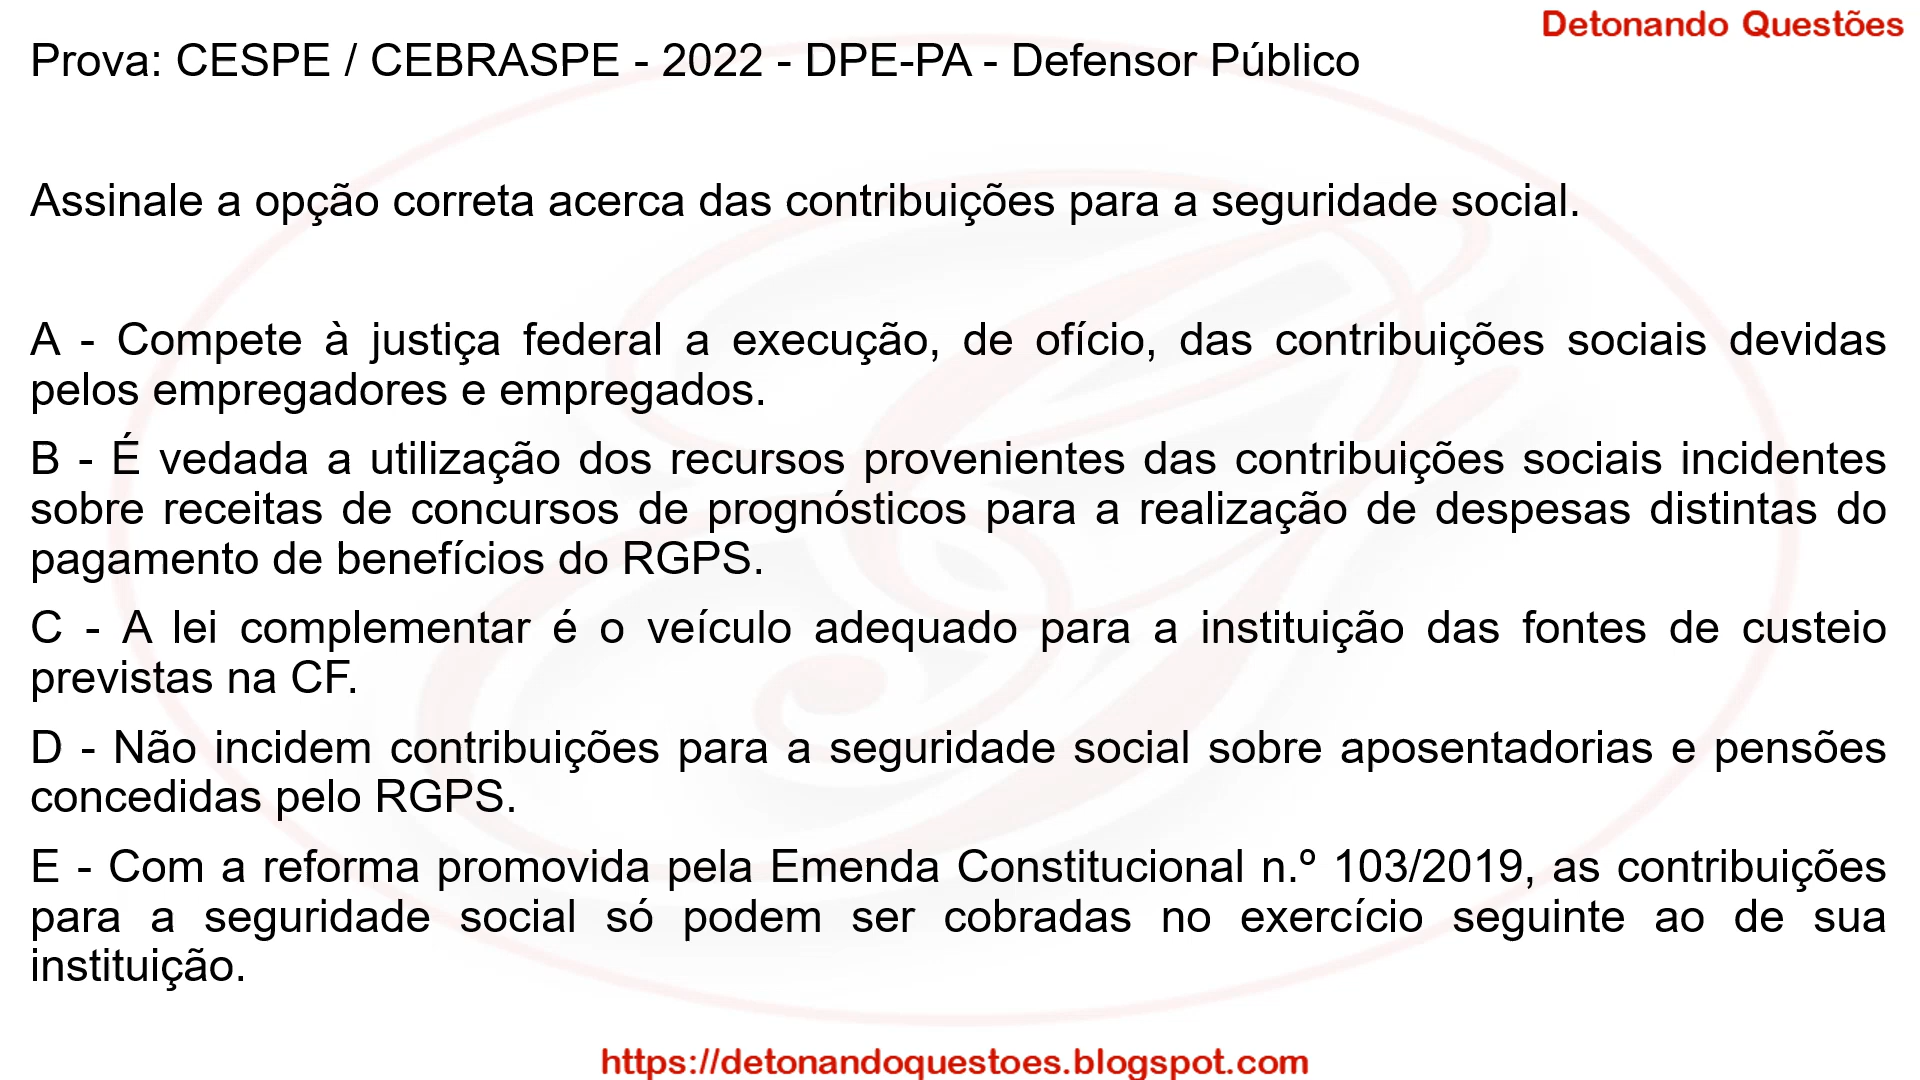 Detonando Questões
Prova: CESPE / CEBRASPE - 2022 - DPE-PA - Defensor Público
Assinale a opção correta acerca das contribuições para a seguridade social.
A - Compete à justiça federal a execução, de ofício, das contribuições sociais devidas
pelos empregadores e empregados.
B - É vedada a utilização dos recursos provenientes das contribuições sociais incidentes
sobre receitas de concursos de prognósticos para a realização de despesas distintas do
pagamento de benefícios do RGPS.
C - A lei complementar é o veículo adequado para a instituição das fontes de custeio
previstas na CF.
D - Não incidem contribuições para a seguridade social sobre aposentadorias e pensões
concedidas pelo RGPS.
E - Com a reforma promovida pela Emenda Constitucional n.º 103/2019, as contribuições
para a seguridade social só podem ser cobradas no exercício seguinte ao de sua
instituição.
https://detonandoquestoes.blogspot.com